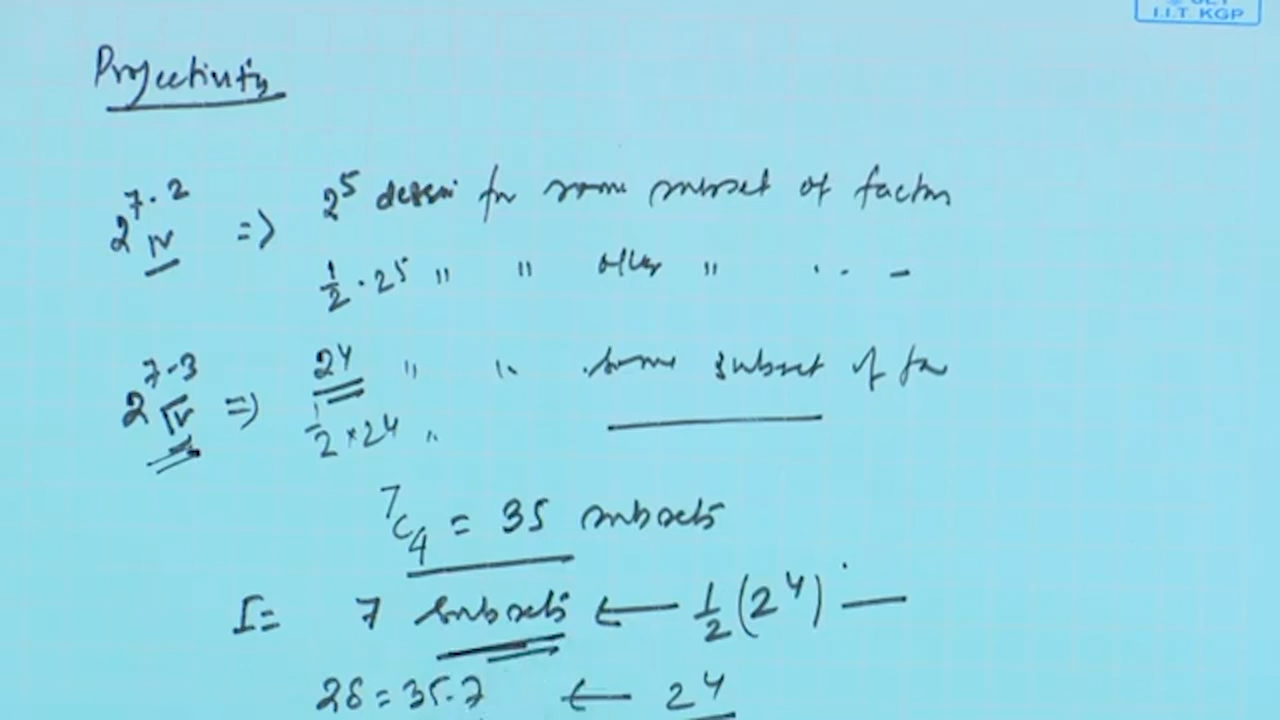 © CET
I.I.T. KGP
Projectivity
2^{7-2}_{IV} => 2^5 design for some subset of factors
1/2 · 2^5 " " other " . . -
2^{7-3}_{IV} => 2^4 " " some subset of fa
1/2 × 2^4 "
7C4 = 35 subsets
I = 7 subsets ← 1/2 (2^4) —
28 = 35-7 ← 2^4